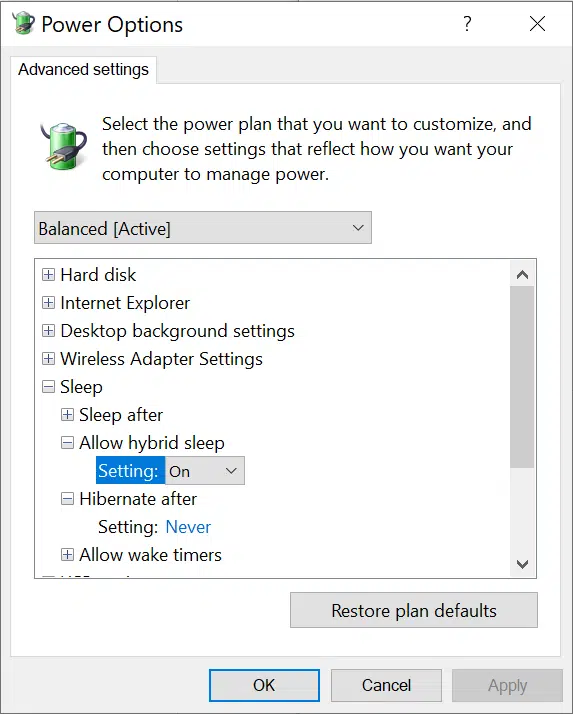 Power Options
?
Advanced settings
Select the power plan that you want to customize, and
then choose settings that reflect how you want your
computer to manage power.
Balanced [Active]
Hard disk
Internet Explorer
Desktop background settings
Wireless Adapter Settings
Sleep
Sleep after
Allow hybrid sleep
Setting: On
Hibernate after
Setting: Never
Allow wake timers
Restore plan defaults
OK Cancel Apply